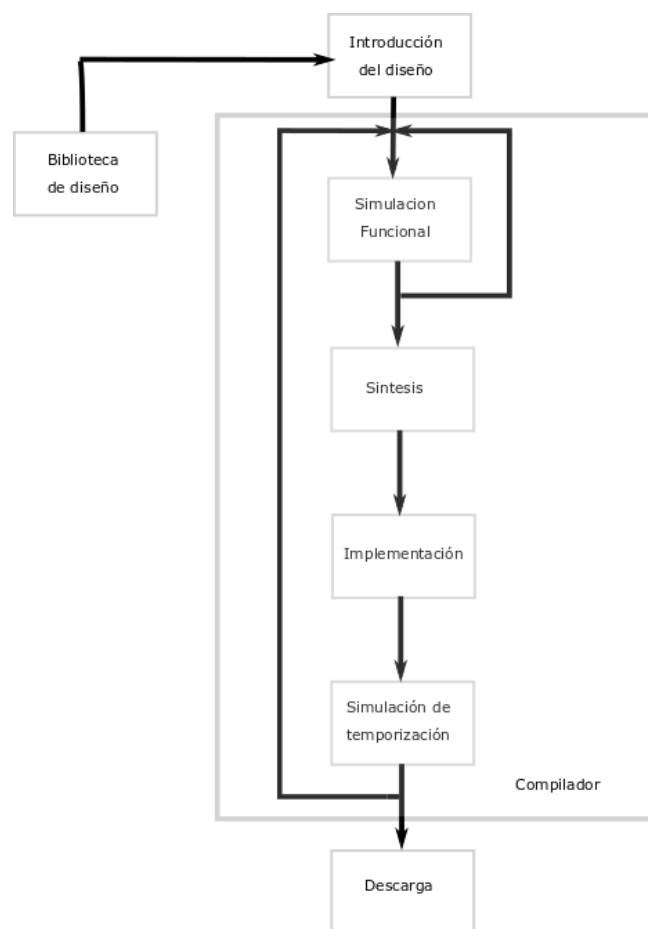 Introducción
del diseño
Biblioteca
de diseño
Simulacion
Funcional
Sintesis
Implementación
Simulación de
temporización
Compilador
Descarga